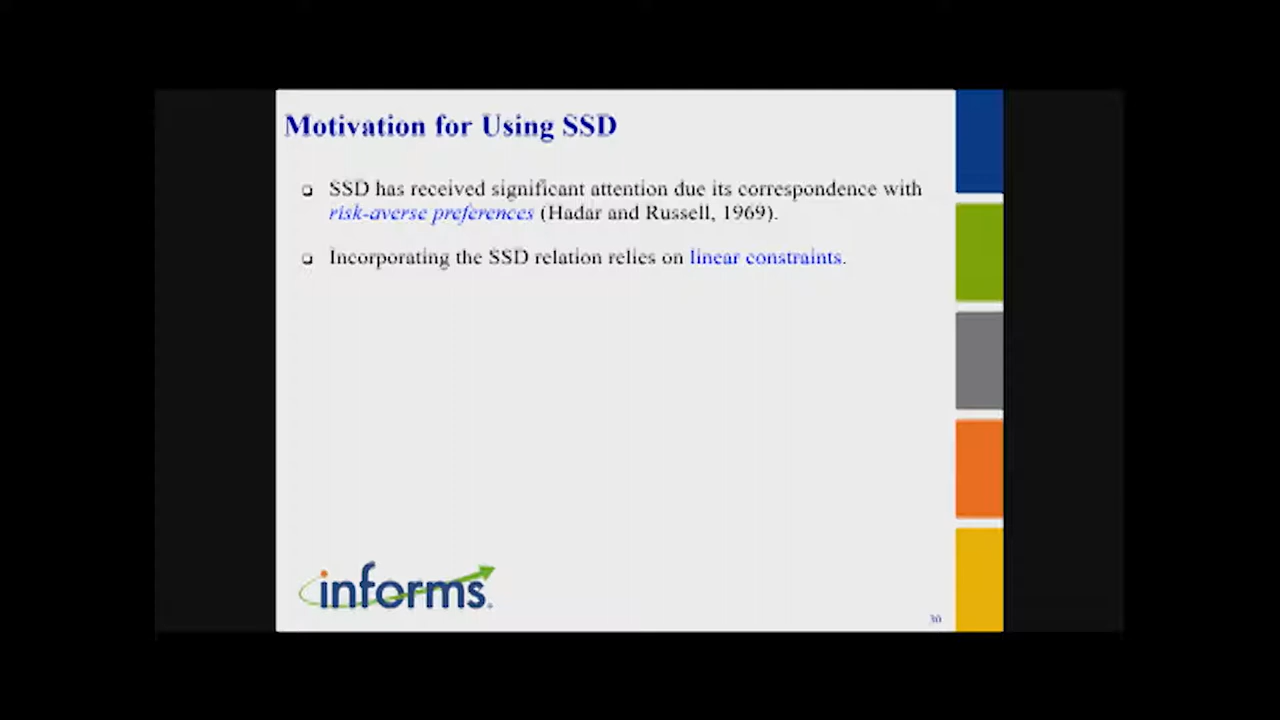 Motivation for Using SSD
SSD has received significant attention due its correspondence with
risk-averse preferences (Hadar and Russell, 1969).
Incorporating the SSD relation relies on linear constraints.
informs.
30